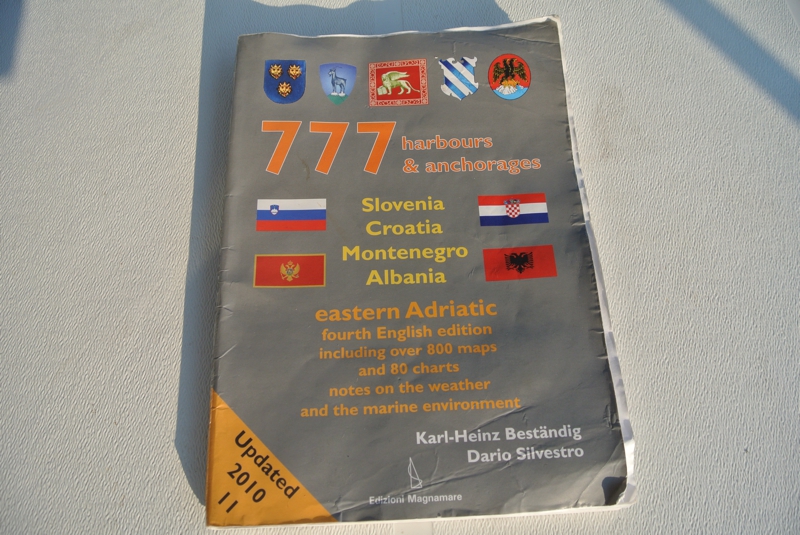 777 harbours
& anchorages
Slovenia
Croatia
Montenegro
Albania
eastern Adriatic
fourth English edition
including over 800 maps
and 80 charts
notes on the weather
and the marine environment
Karl-Heinz Beständig
Dario Silvestro
Updated
2010
11
Edizioni Magnamare